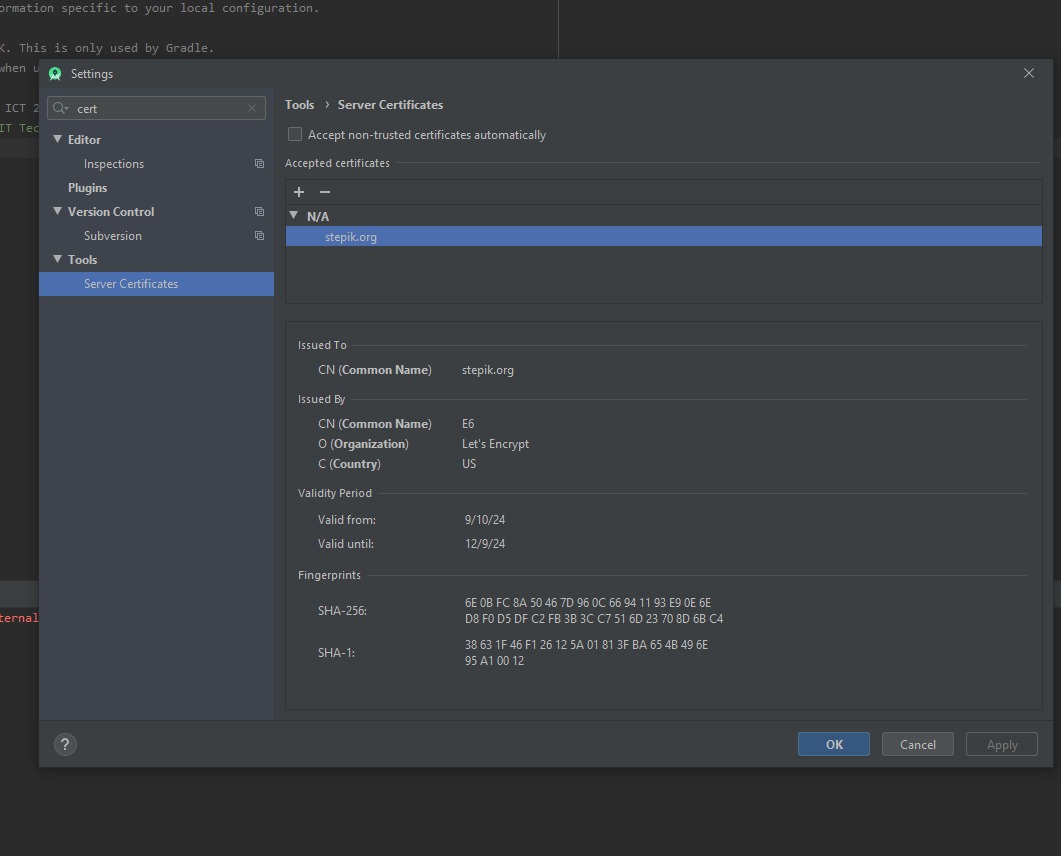 ormation specific to your local configuration.
K. This is only used by Gradle.
when u
ICT 2
IT Tec
ternal
Settings
cert
Editor
Inspections
Plugins
Version Control
Subversion
Tools
Server Certificates
Tools › Server Certificates
Accept non-trusted certificates automatically
Accepted certificates
+ −
N/A
stepik.org
Issued To
CN (Common Name) stepik.org
Issued By
CN (Common Name) E6
O (Organization) Let's Encrypt
C (Country) US
Validity Period
Valid from: 9/10/24
Valid until: 12/9/24
Fingerprints
SHA-256: 6E 0B FC 8A 50 46 7D 96 0C 66 94 11 93 E9 0E 6E
D8 F0 D5 DF C2 FB 3B 3C C7 51 6D 23 70 8D 6B C4
SHA-1: 38 63 1F 46 F1 26 12 5A 01 81 3F BA 65 4B 49 6E
95 A1 00 12
?
OK Cancel Apply